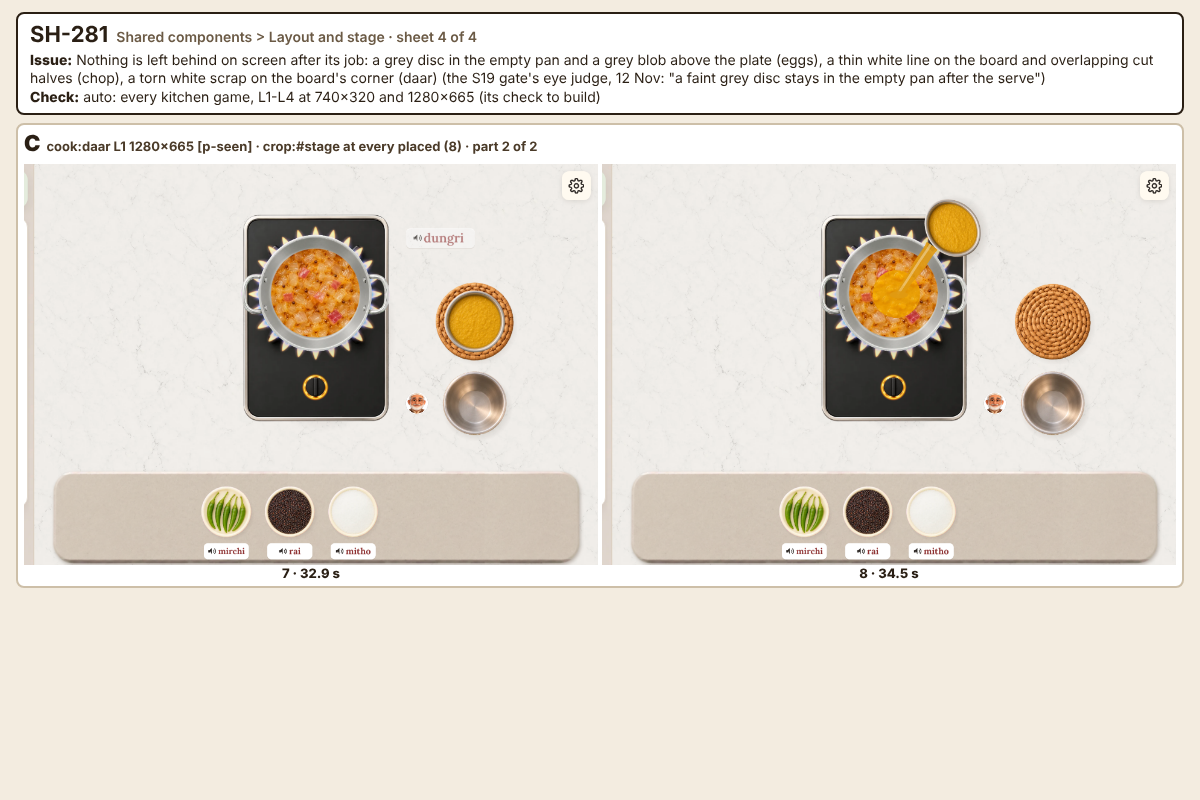 SH-281 Shared components > Layout and stage · sheet 4 of 4
Issue: Nothing is left behind on screen after its job: a grey disc in the empty pan and a grey blob above the plate (eggs), a thin white line on the board and overlapping cut
halves (chop), a torn white scrap on the board's corner (daar) (the S19 gate's eye judge, 12 Nov: "a faint grey disc stays in the empty pan after the serve")
Check: auto: every kitchen game, L1-L4 at 740×320 and 1280×665 (its check to build)
C cook:daar L1 1280×665 [p-seen] · crop:#stage at every placed (8) · part 2 of 2
dungri
mirchi rai mitho
mirchi rai mitho
7 · 32.9 s
8 · 34.5 s